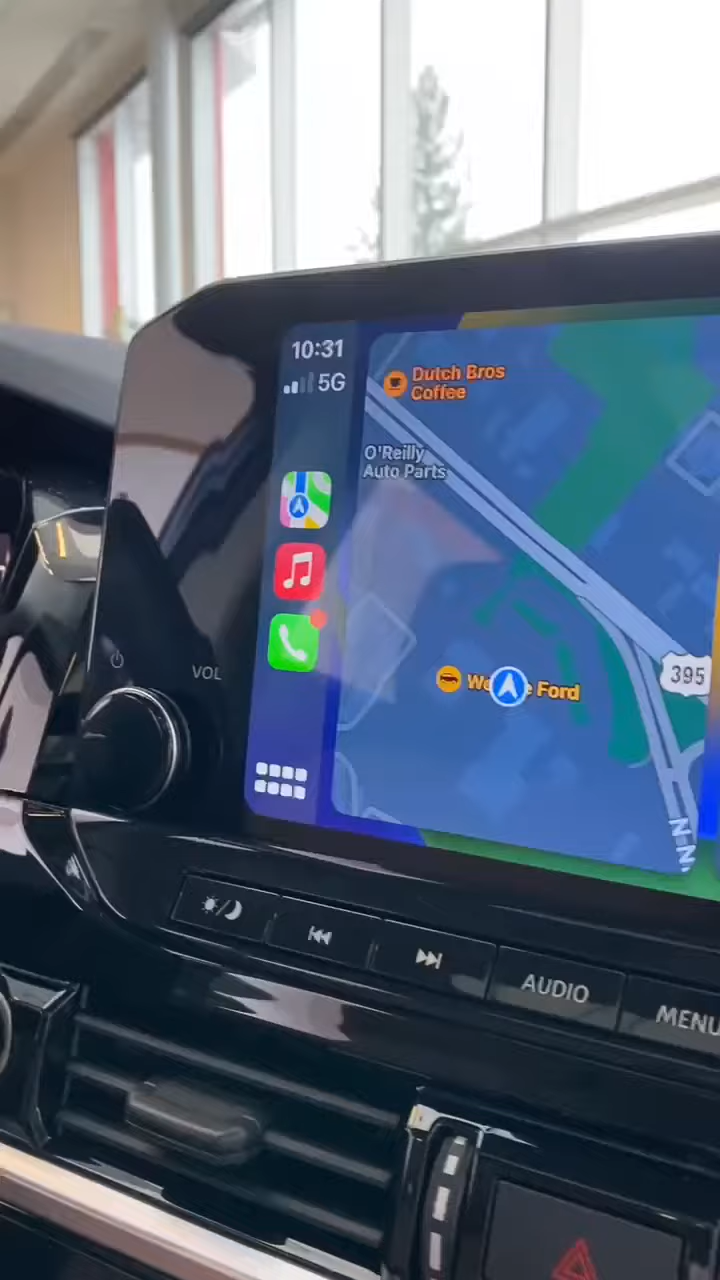 10:31
5G
Dutch Bros
Coffee
O'Reilly
Auto Parts
Ford
395
N
VOL
AUDIO
MENU